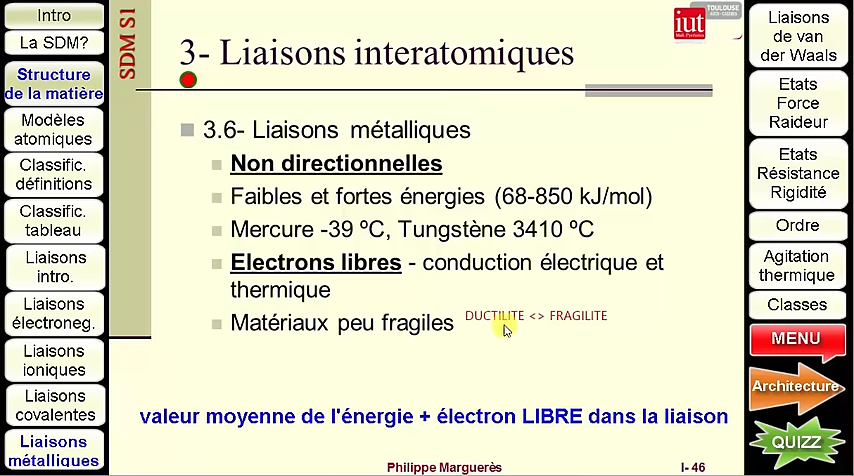 Intro
La SDM?
Structure
de la matière
Modèles
atomiques
Classific.
définitions
Classific.
tableau
Liaisons
intro.
Liaisons
électroneg.
Liaisons
ioniques
Liaisons
covalentes
Liaisons
métalliques
SDM S1
iut
TOULOUSE
3- Liaisons interatomiques
3.6- Liaisons métalliques
Non directionnelles
Faibles et fortes énergies (68-850 kJ/mol)
Mercure -39 ºC, Tungstène 3410 ºC
Electrons libres - conduction électrique et
thermique
Matériaux peu fragiles DUCTILITE <> FRAGILITE
valeur moyenne de l'énergie + électron LIBRE dans la liaison
Philippe Marguerès
I- 46
Liaisons
de van
der Waals
Etats
Force
Raideur
Etats
Résistance
Rigidité
Ordre
Agitation
thermique
Classes
MENU
Architecture
QUIZZ